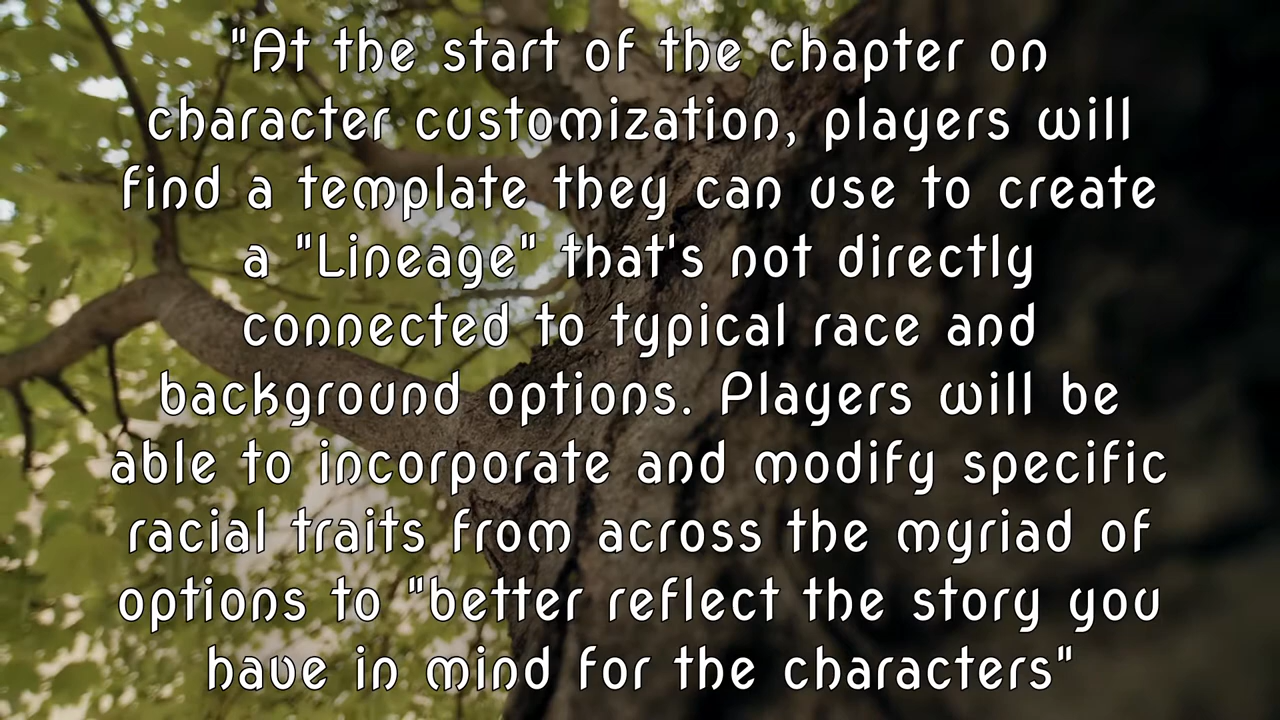 "At the start of the chapter on
character customization, players will
find a template they can use to create
a "Lineage" that's not directly
connected to typical race and
background options. Players will be
able to incorporate and modify specific
racial traits from across the myriad of
options to "better reflect the story you
have in mind for the characters"